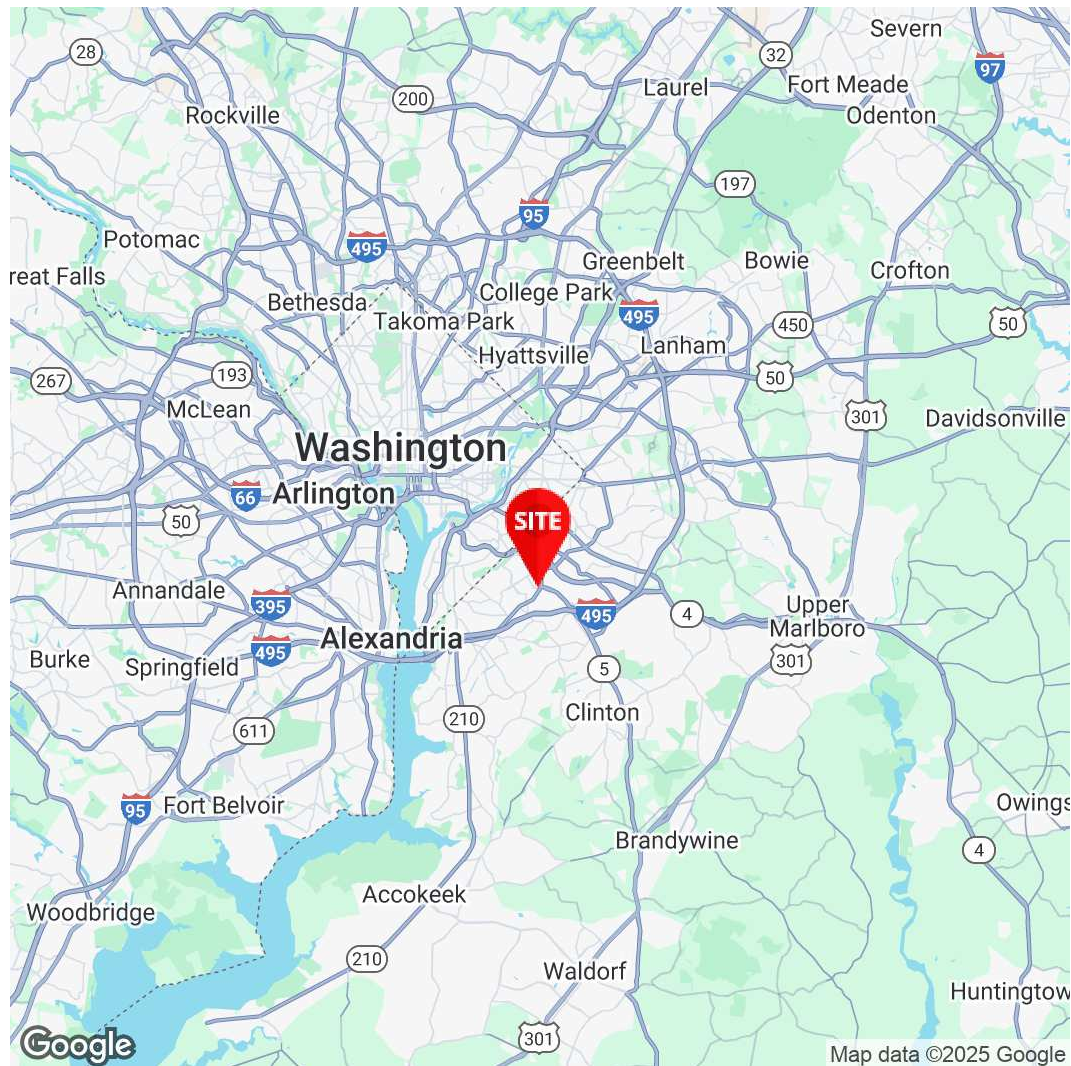 Severn
28
32
97
Laurel
Fort Meade
200
Rockville
Odenton
197
95
Potomac
495
Greenbelt
Bowie
Crofton
reat Falls
College Park
Bethesda
495
Takoma Park
450
50
Lanham
Hyattsville
267
193
50
McLean
301
Davidsonville
Washington
66
Arlington
50
SITE
Annandale
395
495
4
Upper
Marlboro
Alexandria
495
Burke
Springfield
301
5
210
Clinton
611
95
Fort Belvoir
Owings
Brandywine
4
Accokeek
Woodbridge
210
Waldorf
Huntingtow
301
Google
Map data ©2025 Google